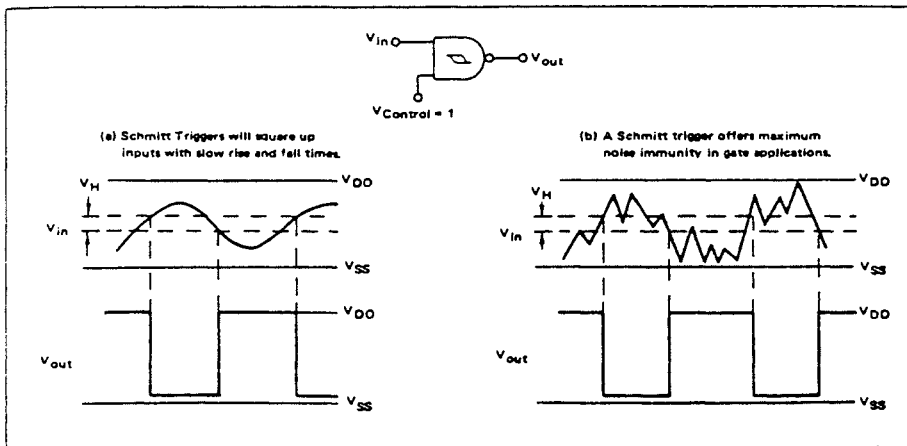 Vin
Vout
VControl = 1
(a) Schmitt Triggers will square up
inputs with slow rise and fall times.
VH
VDD
Vin
VSS
VDD
Vout
VSS
(b) A Schmitt trigger offers maximum
noise immunity in gate applications.
VH
VDD
Vin
VSS
VDD
Vout
VSS